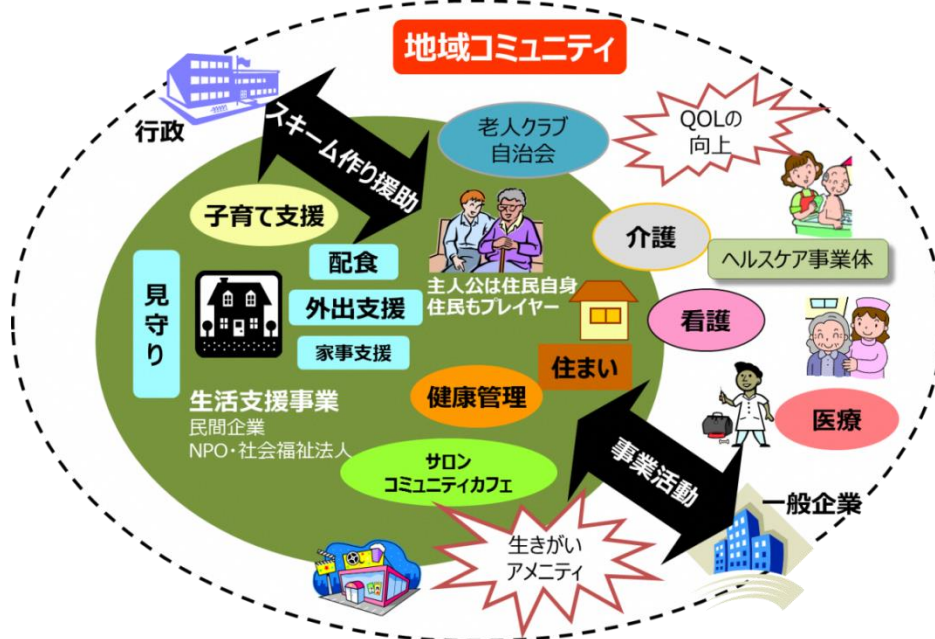 地域コミュニティ
行政
スキーム作り援助
老人クラブ
自治会
QOLの
向上
子育て支援
介護
ヘルスケア事業体
配食
見守り
外出支援
主人公は住民自身
住民もプレイヤー
看護
家事支援
住まい
生活支援事業
民間企業
NPO・社会福祉法人
健康管理
医療
サロン
コミュニティカフェ
事業活動
一般企業
生きがい
アメニティ